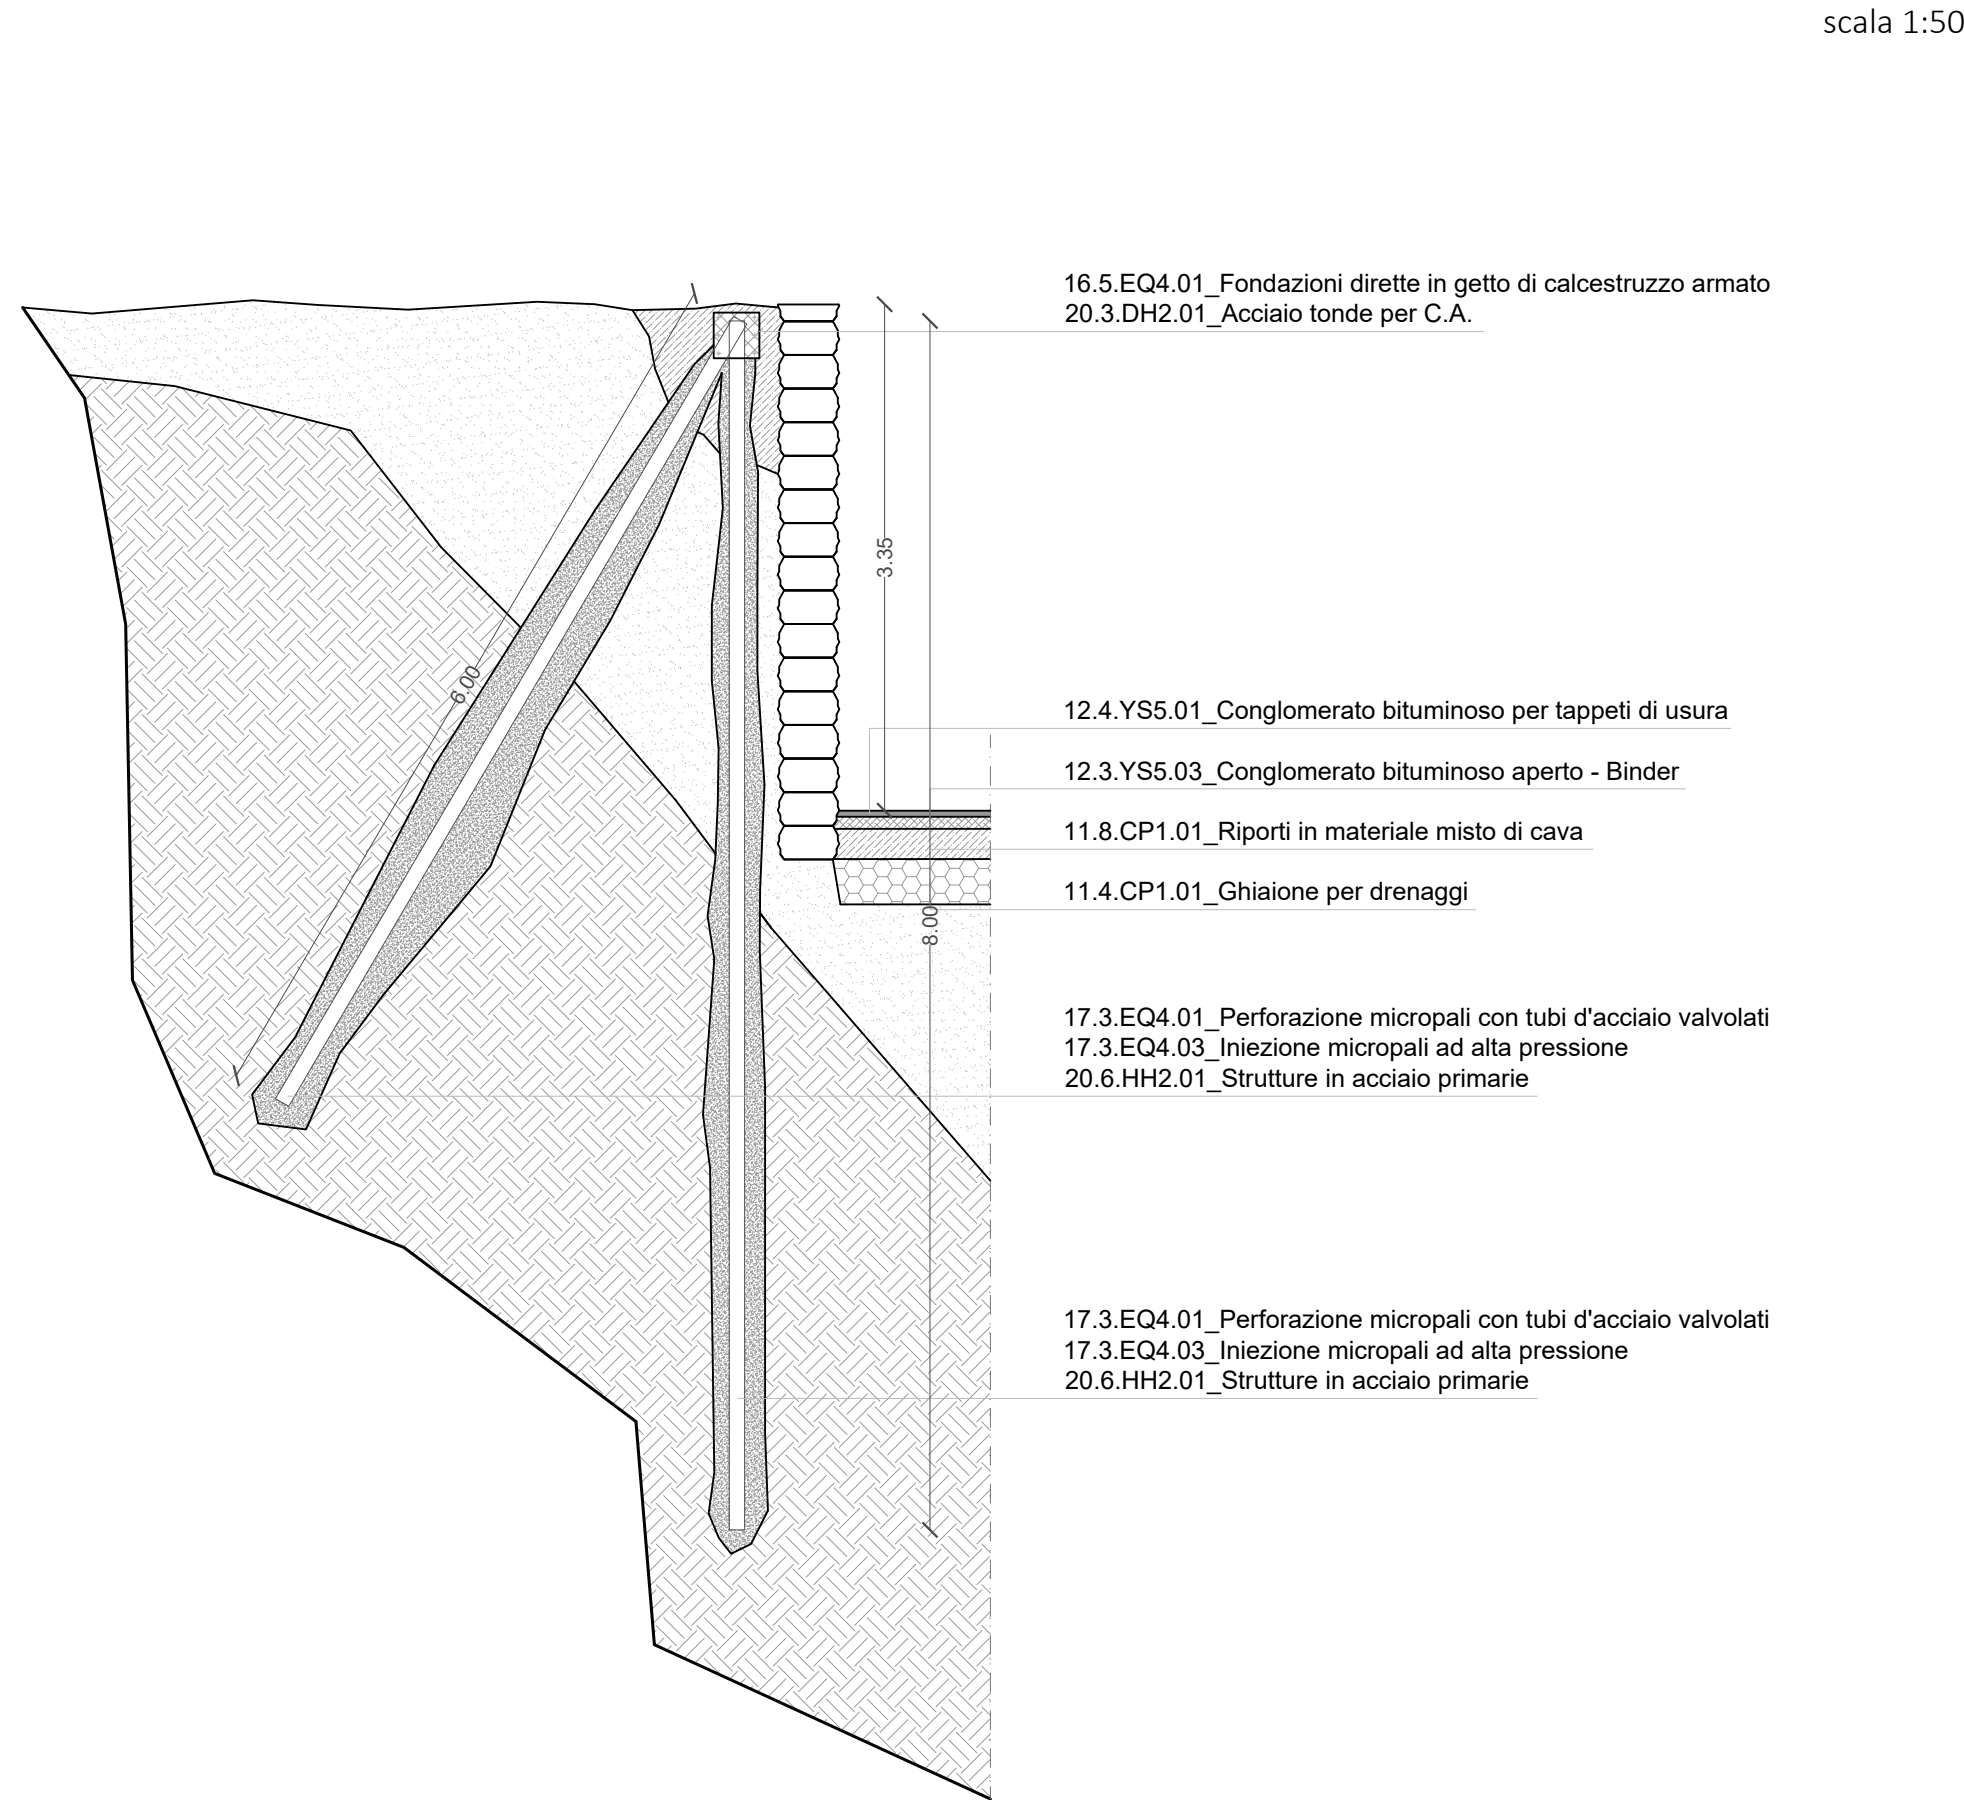 scala 1:50
16.5.EQ4.01_Fondazioni dirette in getto di calcestruzzo armato
20.3.DH2.01_Acciaio tonde per C.A.
3.35
6.00
12.4.YS5.01_Conglomerato bituminoso per tappeti di usura
12.3.YS5.03_Conglomerato bituminoso aperto - Binder
11.8.CP1.01_Riporti in materiale misto di cava
11.4.CP1.01_Ghiaione per drenaggi
8.00
17.3.EQ4.01_Perforazione micropali con tubi d'acciaio valvolati
17.3.EQ4.03_Iniezione micropali ad alta pressione
20.6.HH2.01_Strutture in acciaio primarie
17.3.EQ4.01_Perforazione micropali con tubi d'acciaio valvolati
17.3.EQ4.03_Iniezione micropali ad alta pressione
20.6.HH2.01_Strutture in acciaio primarie